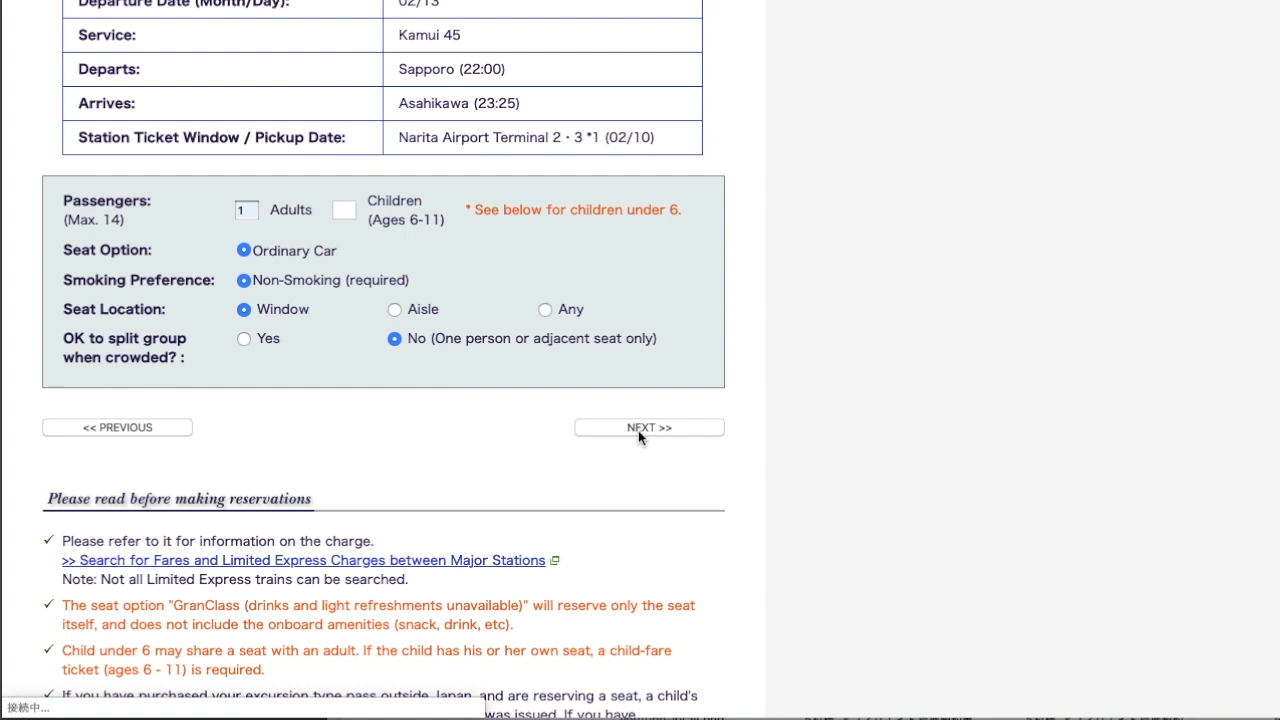 Departure Date (Month/Day): 02/13
Service: Kamui 45
Departs: Sapporo (22:00)
Arrives: Asahikawa (23:25)
Station Ticket Window / Pickup Date: Narita Airport Terminal 2・3 *1 (02/10)
Passengers:
(Max. 14)
1 Adults
Children
(Ages 6-11)
* See below for children under 6.
Seat Option: Ordinary Car
Smoking Preference: Non-Smoking (required)
Seat Location: Window Aisle Any
OK to split group
when crowded? :
Yes No (One person or adjacent seat only)
<< PREVIOUS NEXT >>
Please read before making reservations
✓ Please refer to it for information on the charge.
>> Search for Fares and Limited Express Charges between Major Stations
Note: Not all Limited Express trains can be searched.
✓ The seat option "GranClass (drinks and light refreshments unavailable)" will reserve only the seat
itself, and does not include the onboard amenities (snack, drink, etc).
✓ Child under 6 may share a seat with an adult. If the child has his or her own seat, a child-fare
ticket (ages 6 - 11) is required.
✓ If you have purchased your excursion type pass outside Japan, and are reserving a seat, a child's
was issued. If you have
接続中...